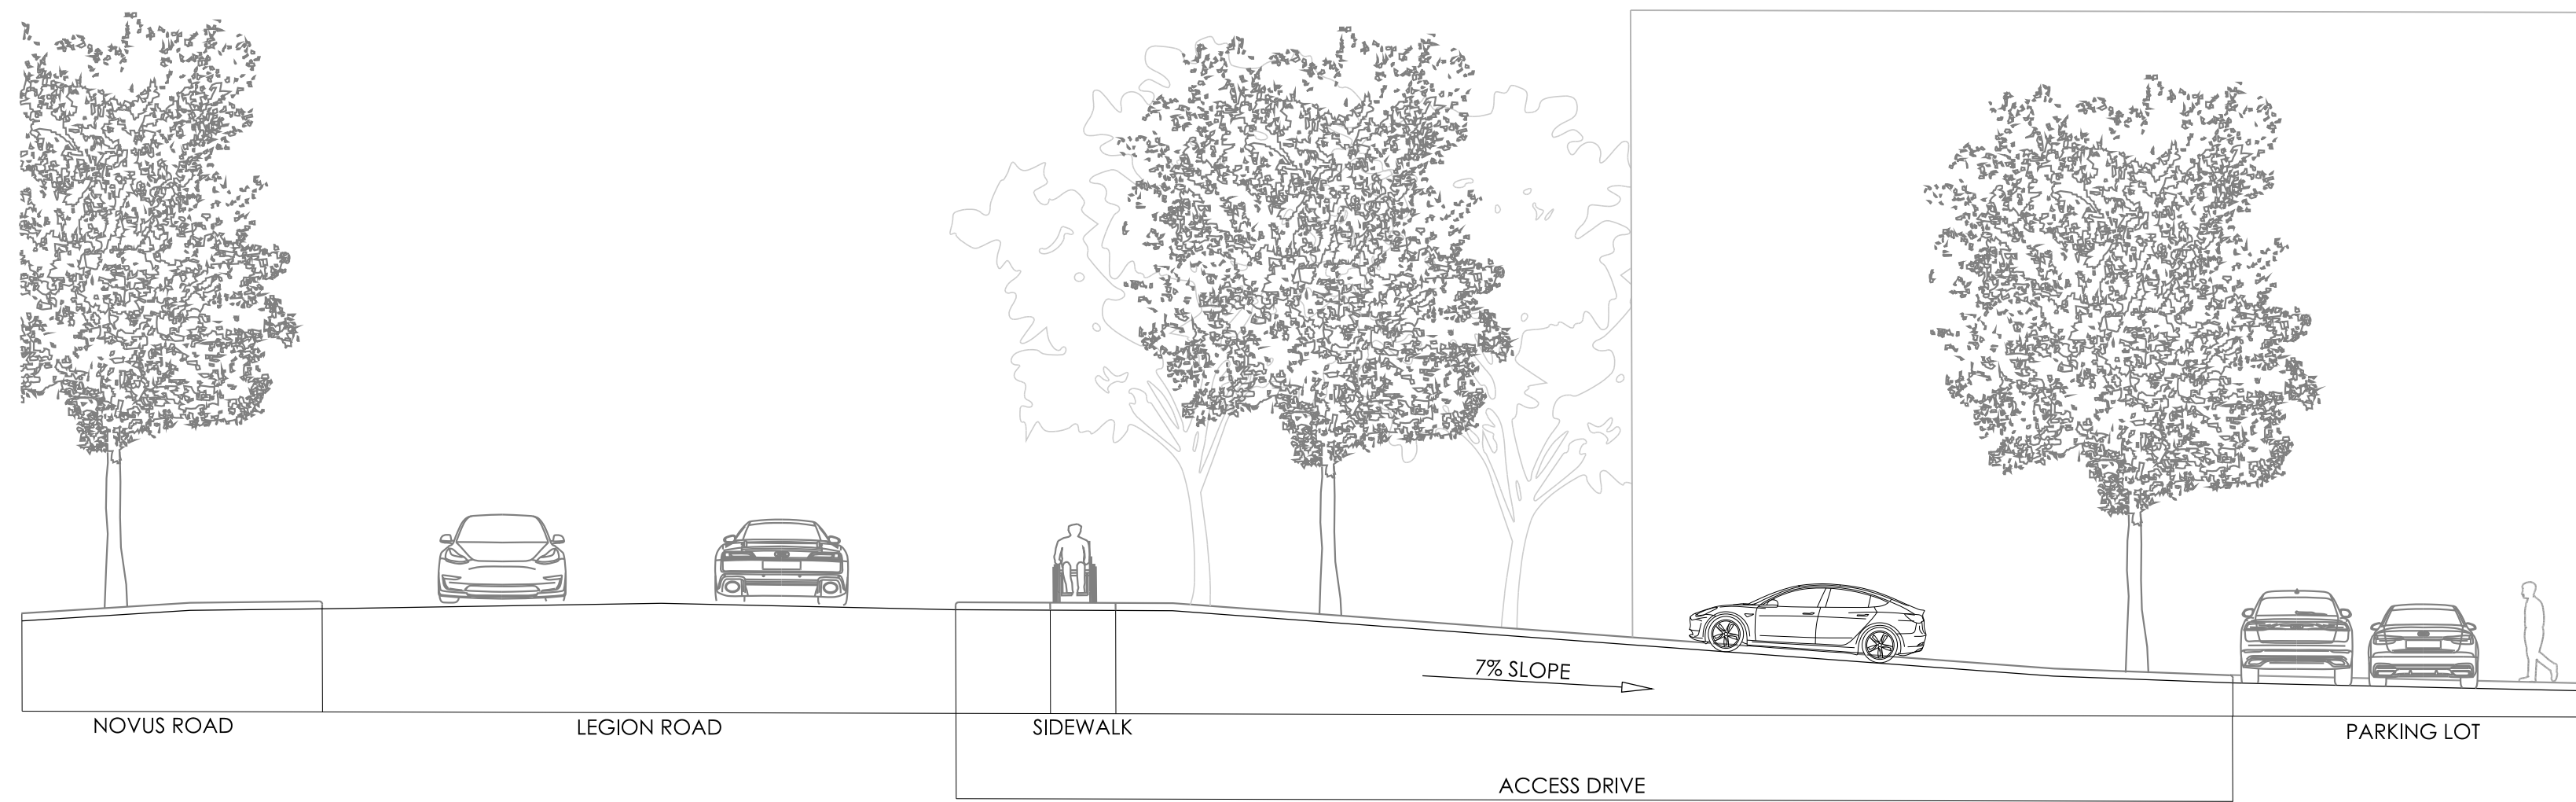 7% SLOPE
NOVUS ROAD
LEGION ROAD
SIDEWALK
PARKING LOT
ACCESS DRIVE